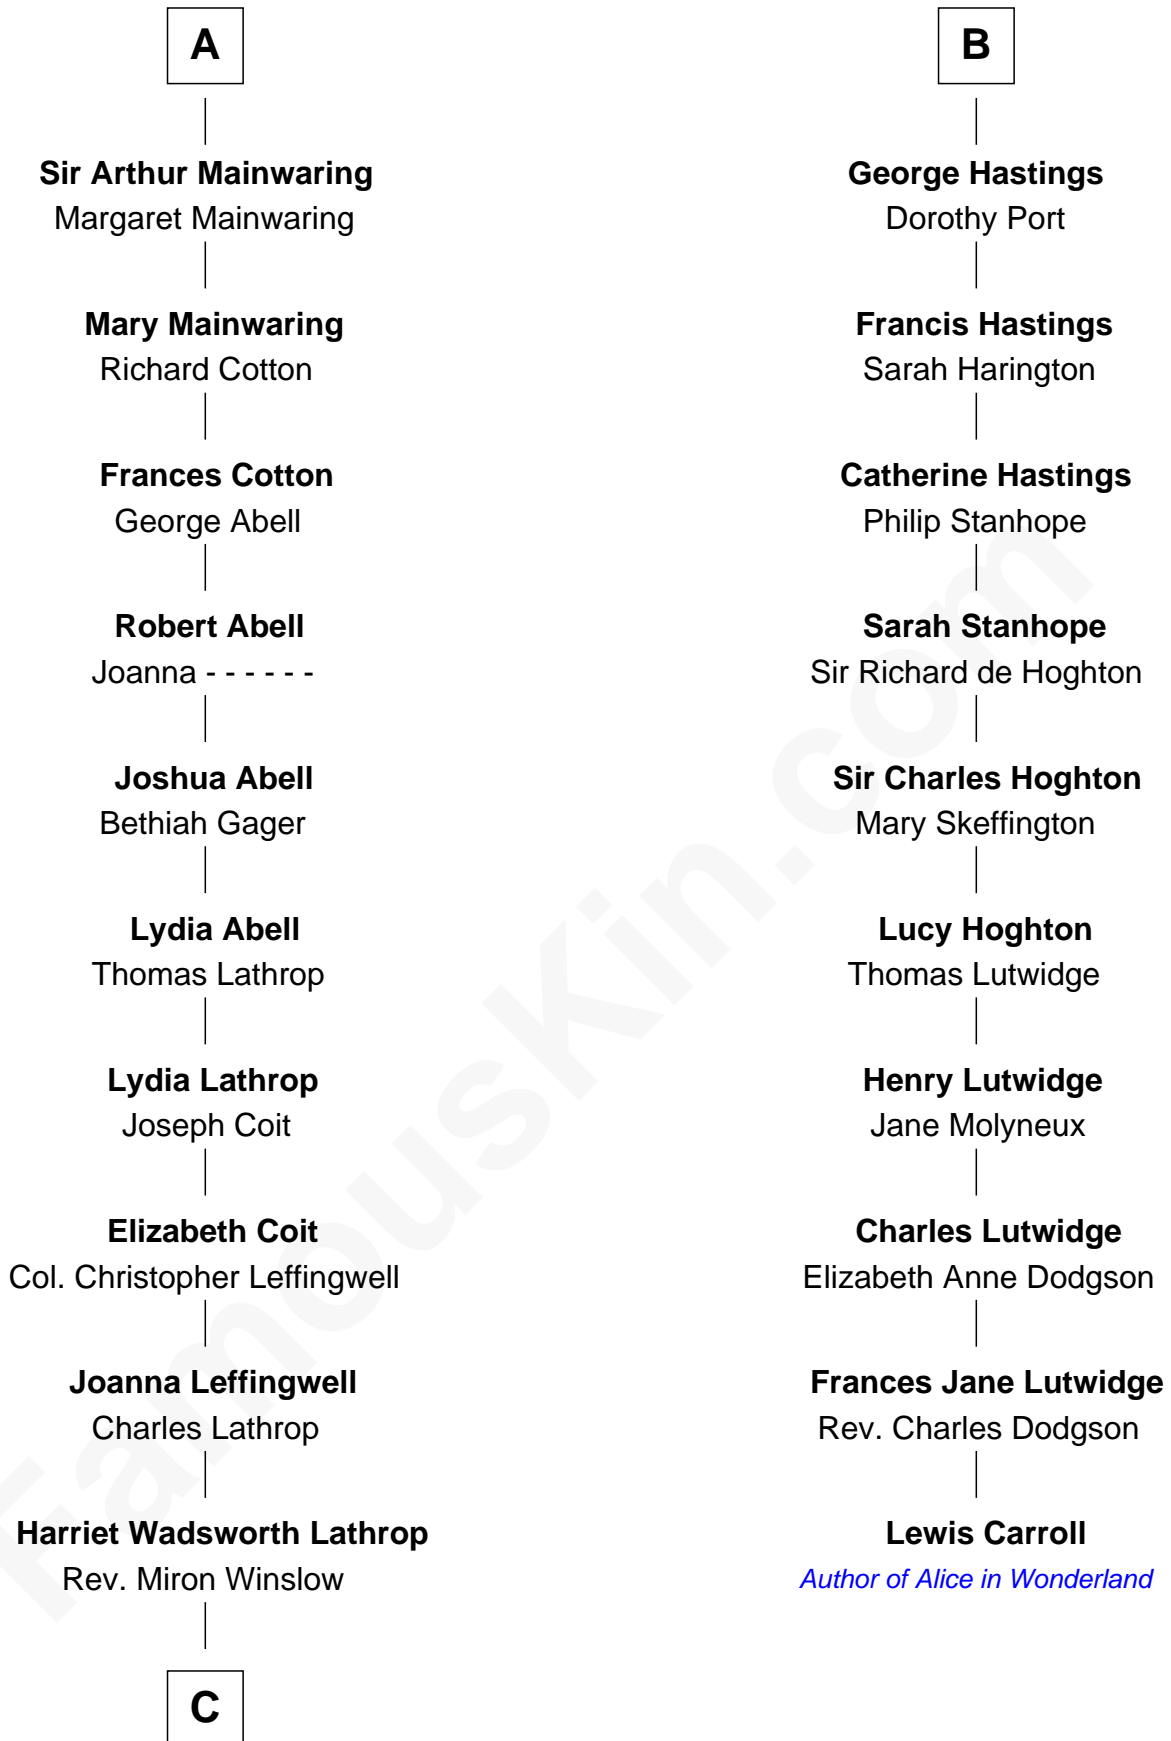 A
Sir Arthur Mainwaring
Margaret Mainwaring
Mary Mainwaring
Richard Cotton
Frances Cotton
George Abell
Robert Abell
Joanna - - - - - -
Joshua Abell
Bethiah Gager
Lydia Abell
Thomas Lathrop
Lydia Lathrop
Joseph Coit
Elizabeth Coit
Col. Christopher Leffingwell
Joanna Leffingwell
Charles Lathrop
Harriet Wadsworth Lathrop
Rev. Miron Winslow
C
B
George Hastings
Dorothy Port
Francis Hastings
Sarah Harington
Catherine Hastings
Philip Stanhope
Sarah Stanhope
Sir Richard de Hoghton
Sir Charles Hoghton
Mary Skeffington
Lucy Hoghton
Thomas Lutwidge
Henry Lutwidge
Jane Molyneux
Charles Lutwidge
Elizabeth Anne Dodgson
Frances Jane Lutwidge
Rev. Charles Dodgson
Lewis Carroll
Author of Alice in Wonderland
FamousKin.com